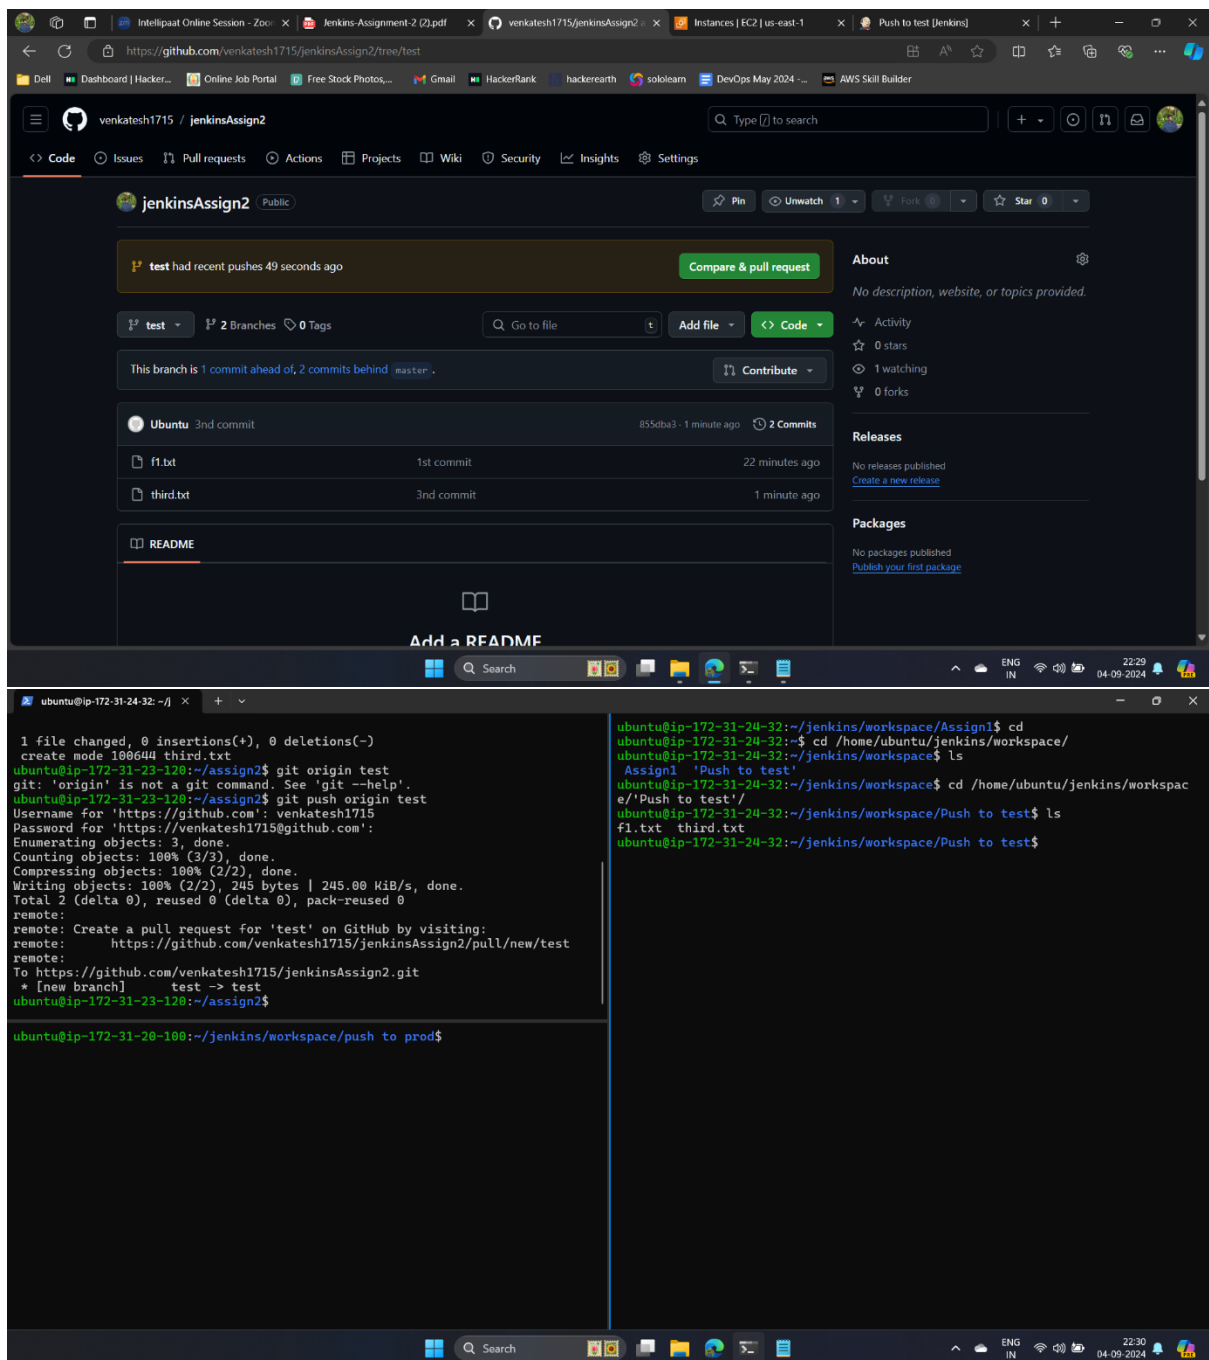 Intellipaat Online Session - Zoo
Jenkins-Assignment-2 (2).pdf
venkatesh1715/jenkinsAssign2 a
Instances | EC2 | us-east-1
Push to test [Jenkins]
https://github.com/venkatesh1715/jenkinsAssign2/tree/test
Dell
Dashboard | Hacker...
Online Job Portal
Free Stock Photos,...
Gmail
HackerRank
hackerearth
sololearn
DevOps May 2024 -...
AWS Skill Builder
venkatesh1715 / jenkinsAssign2
Type / to search
Code
Issues
Pull requests
Actions
Projects
Wiki
Security
Insights
Settings
jenkinsAssign2 Public
Pin
Unwatch 1
Fork 0
Star 0
test had recent pushes 49 seconds ago
Compare & pull request
test
2 Branches
0 Tags
Go to file t
Add file
Code
This branch is 1 commit ahead of, 2 commits behind master .
Contribute
Ubuntu 3nd commit
855dba3 · 1 minute ago
2 Commits
f1.txt 1st commit 22 minutes ago
third.txt 3nd commit 1 minute ago
README
Add a README
About
No description, website, or topics provided.
Activity
0 stars
1 watching
0 forks
Releases
No releases published
Create a new release
Packages
No packages published
Publish your first package
Search
ENG
IN
22:29
04-09-2024
ubuntu@ip-172-31-24-32: ~/j
1 file changed, 0 insertions(+), 0 deletions(-)
create mode 100644 third.txt
ubuntu@ip-172-31-23-120:~/assign2$ git origin test
git: 'origin' is not a git command. See 'git --help'.
ubuntu@ip-172-31-23-120:~/assign2$ git push origin test
Username for 'https://github.com': venkatesh1715
Password for 'https://venkatesh1715@github.com':
Enumerating objects: 3, done.
Counting objects: 100% (3/3), done.
Compressing objects: 100% (2/2), done.
Writing objects: 100% (2/2), 245 bytes | 245.00 KiB/s, done.
Total 2 (delta 0), reused 0 (delta 0), pack-reused 0
remote:
remote: Create a pull request for 'test' on GitHub by visiting:
remote:      https://github.com/venkatesh1715/jenkinsAssign2/pull/new/test
remote:
To https://github.com/venkatesh1715/jenkinsAssign2.git
* [new branch]      test -> test
ubuntu@ip-172-31-23-120:~/assign2$
ubuntu@ip-172-31-20-100:~/jenkins/workspace/push to prod$
ubuntu@ip-172-31-24-32:~/jenkins/workspace/Assign1$ cd
ubuntu@ip-172-31-24-32:~$ cd /home/ubuntu/jenkins/workspace/
ubuntu@ip-172-31-24-32:~/jenkins/workspace$ ls
Assign1  'Push to test'
ubuntu@ip-172-31-24-32:~/jenkins/workspace$ cd /home/ubuntu/jenkins/workspac
e/'Push to test'/
ubuntu@ip-172-31-24-32:~/jenkins/workspace/Push to test$ ls
f1.txt  third.txt
ubuntu@ip-172-31-24-32:~/jenkins/workspace/Push to test$
Search
ENG
IN
22:30
04-09-2024